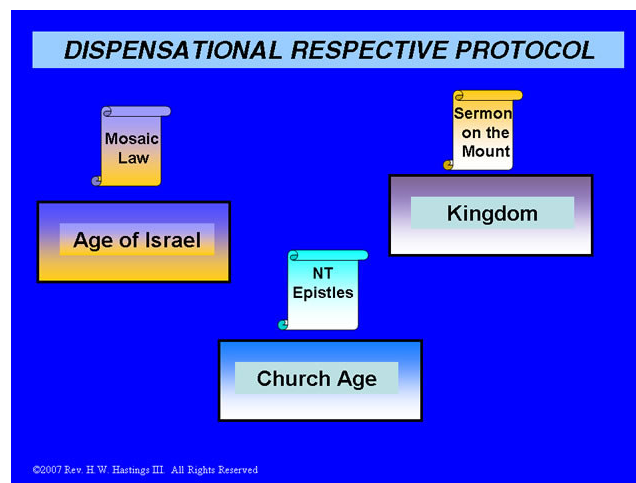 DISPENSATIONAL RESPECTIVE PROTOCOL
Mosaic
Law
Age of Israel
Sermon
on the
Mount
Kingdom
NT
Epistles
Church Age
©2007 Rev. H.W. Hastings III. All Rights Reserved